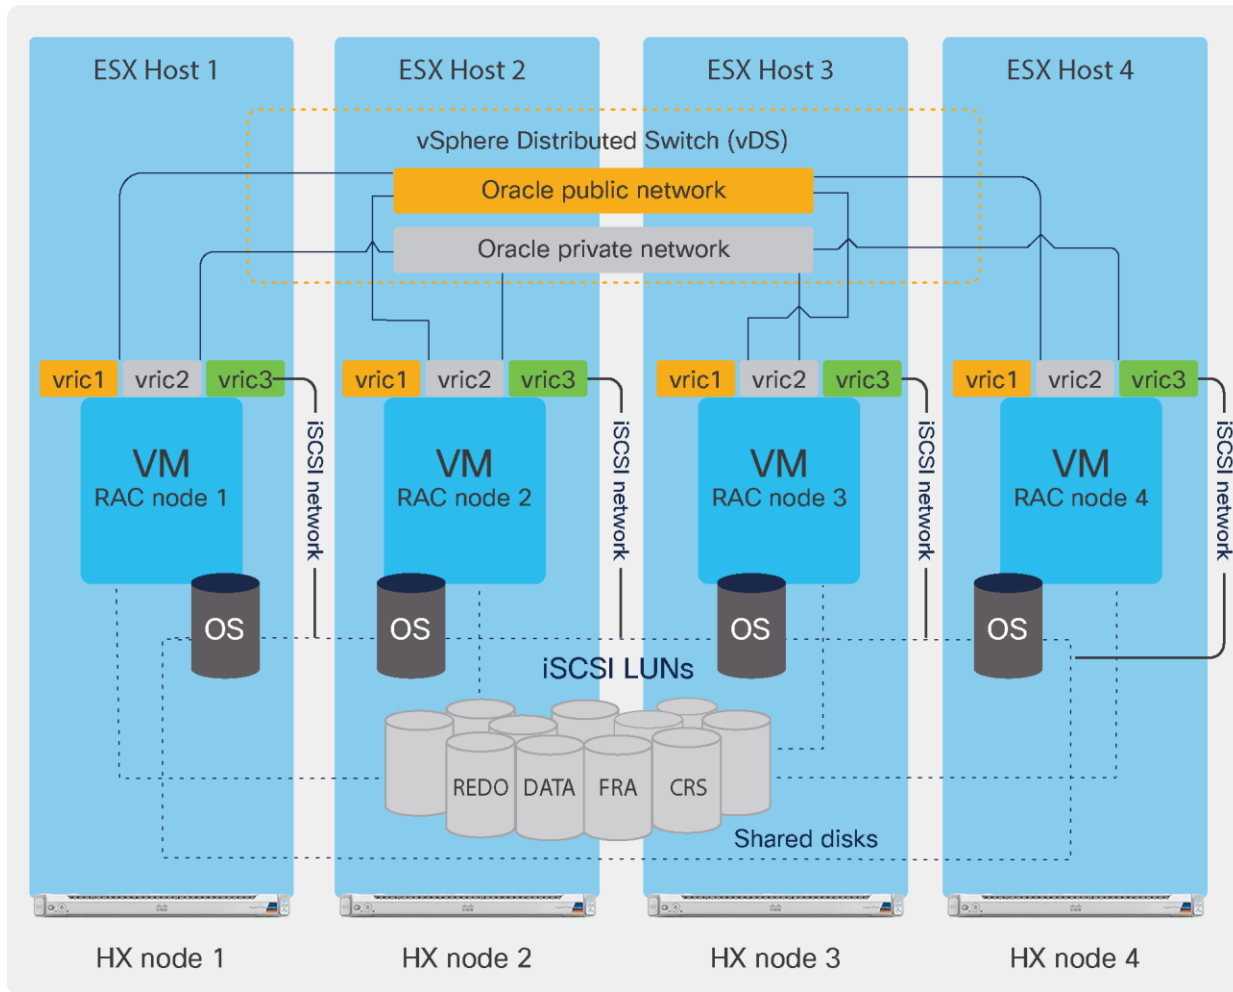 ESX Host 1
ESX Host 2
ESX Host 3
ESX Host 4
vSphere Distributed Switch (vDS)
Oracle public network
Oracle private network
vric1 vric2 vric3
vric1 vric2 vric3
vric1 vric2 vric3
vric1 vric2 vric3
VM
RAC node 1
iSCSI network
VM
RAC node 2
iSCSI network
VM
RAC node 3
iSCSI network
VM
RAC node 4
iSCSI network
OS
OS
OS
OS
iSCSI LUNs
REDO
DATA
FRA
CRS
Shared disks
HX node 1
HX node 2
HX node 3
HX node 4